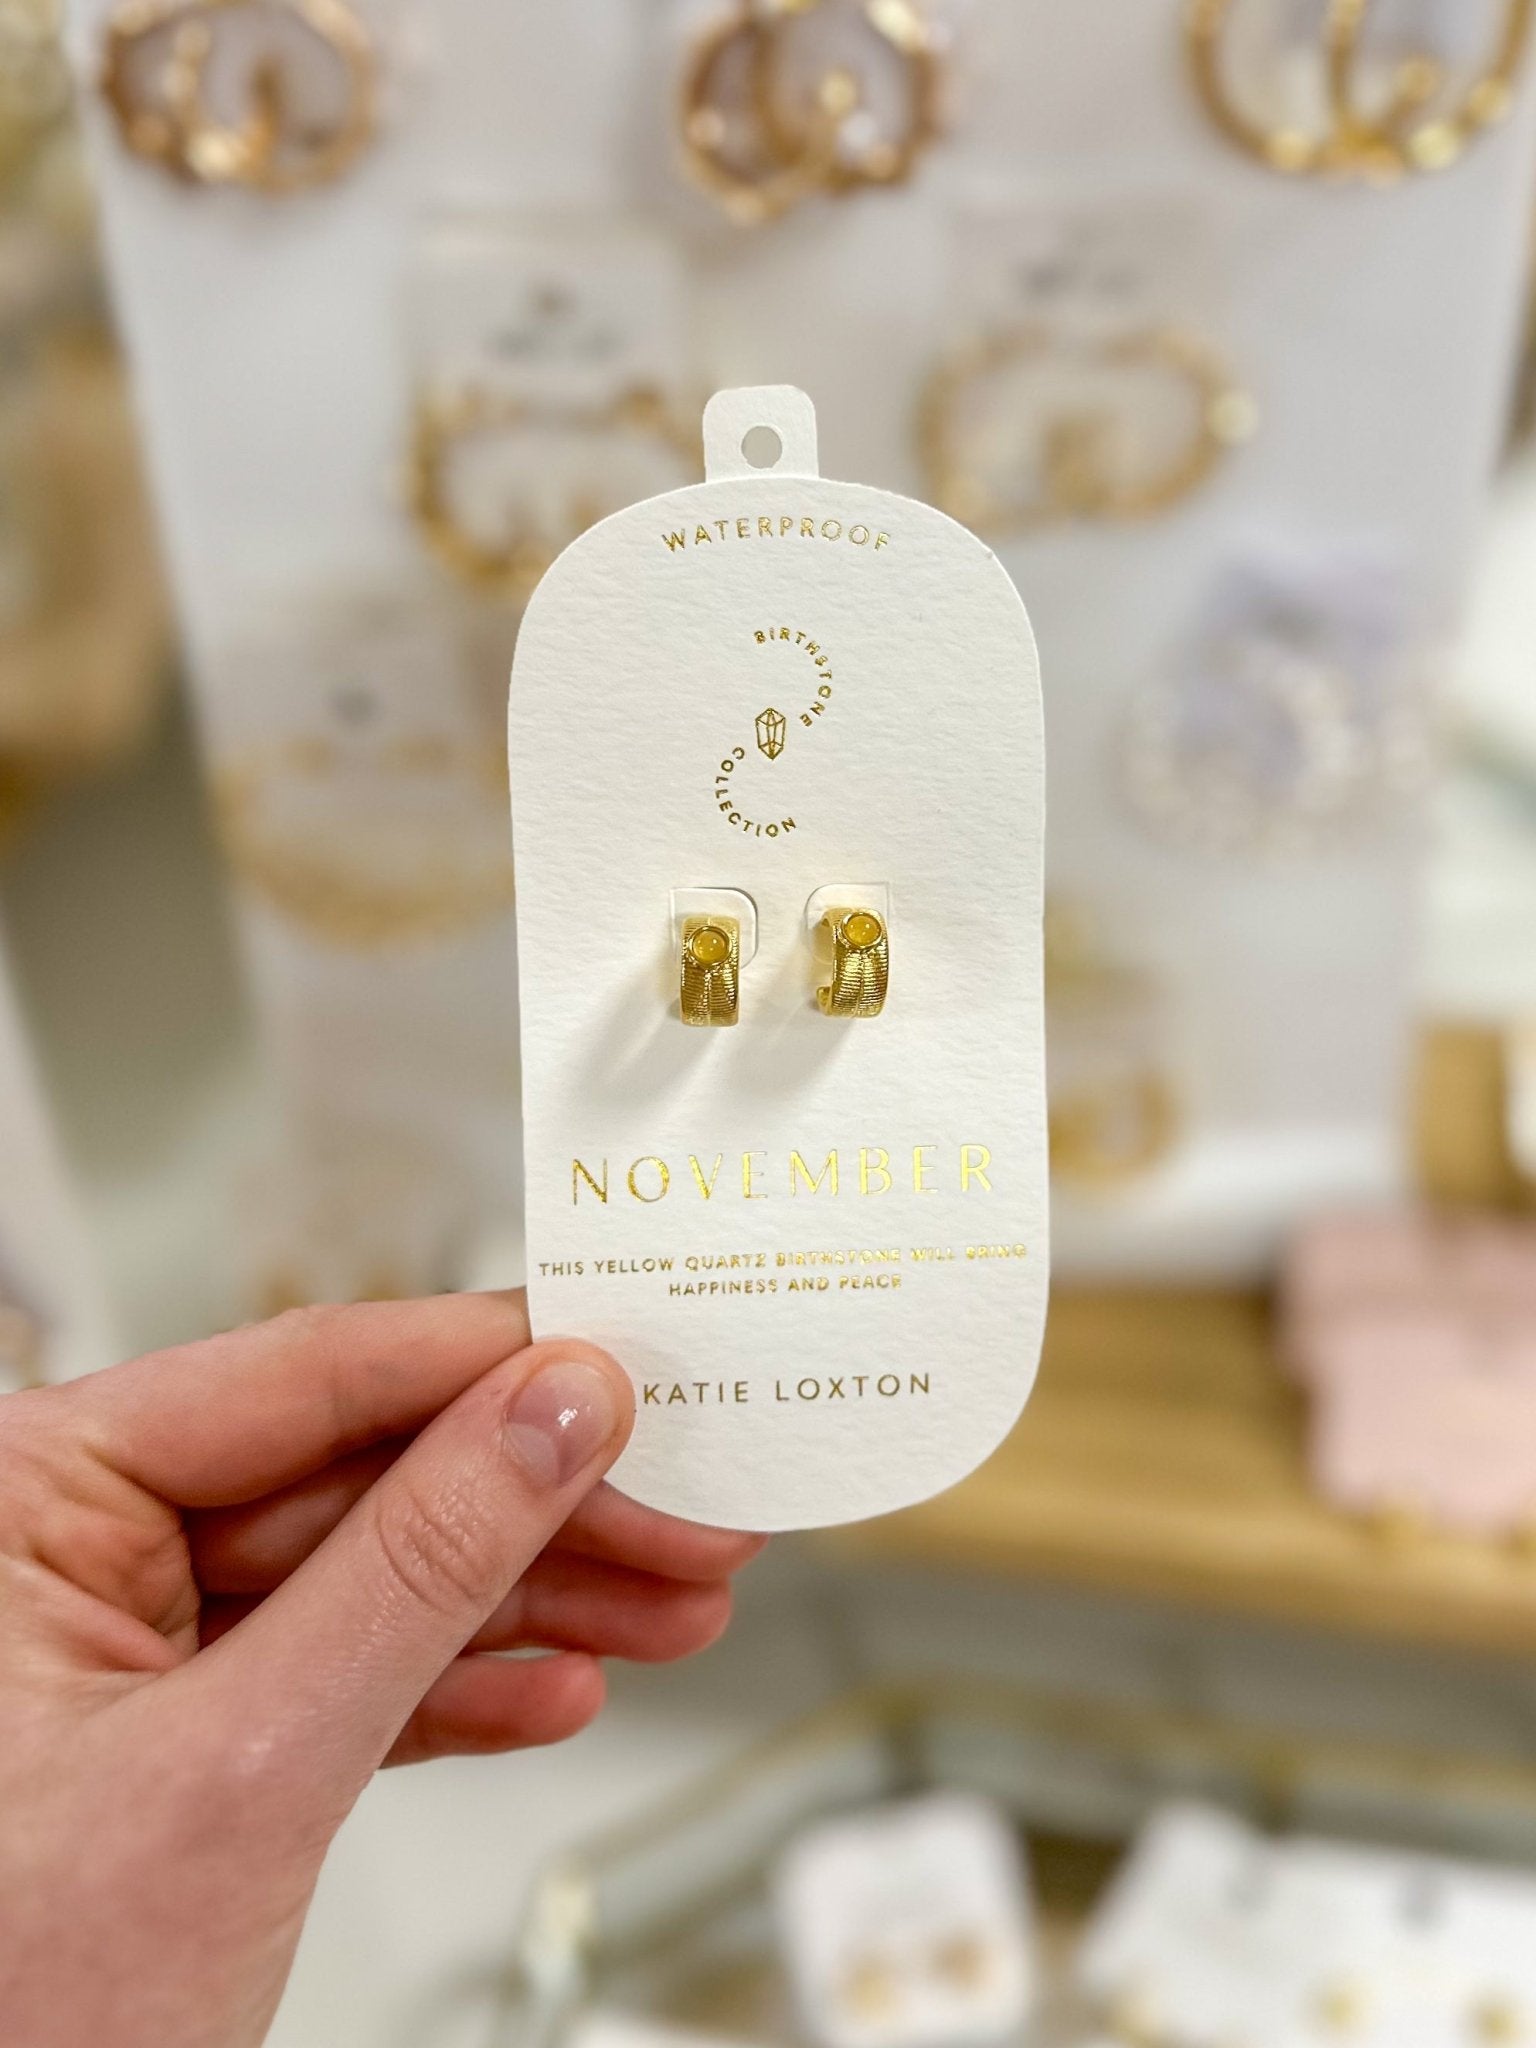 WATERPROOF
BIRTHSTONE
COLLECTION
NOVEMBER
THIS YELLOW QUARTZ BIRTHSTONE WILL BRING
HAPPINESS AND PEACE
KATIE LOXTON